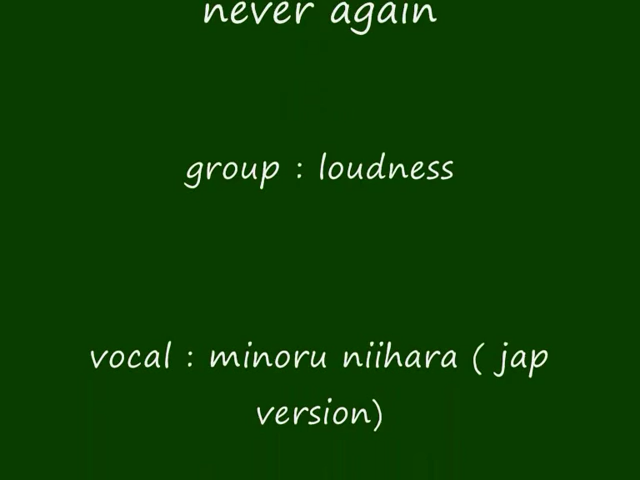 never again
group : loudness
vocal : minoru niihara ( jap
version)